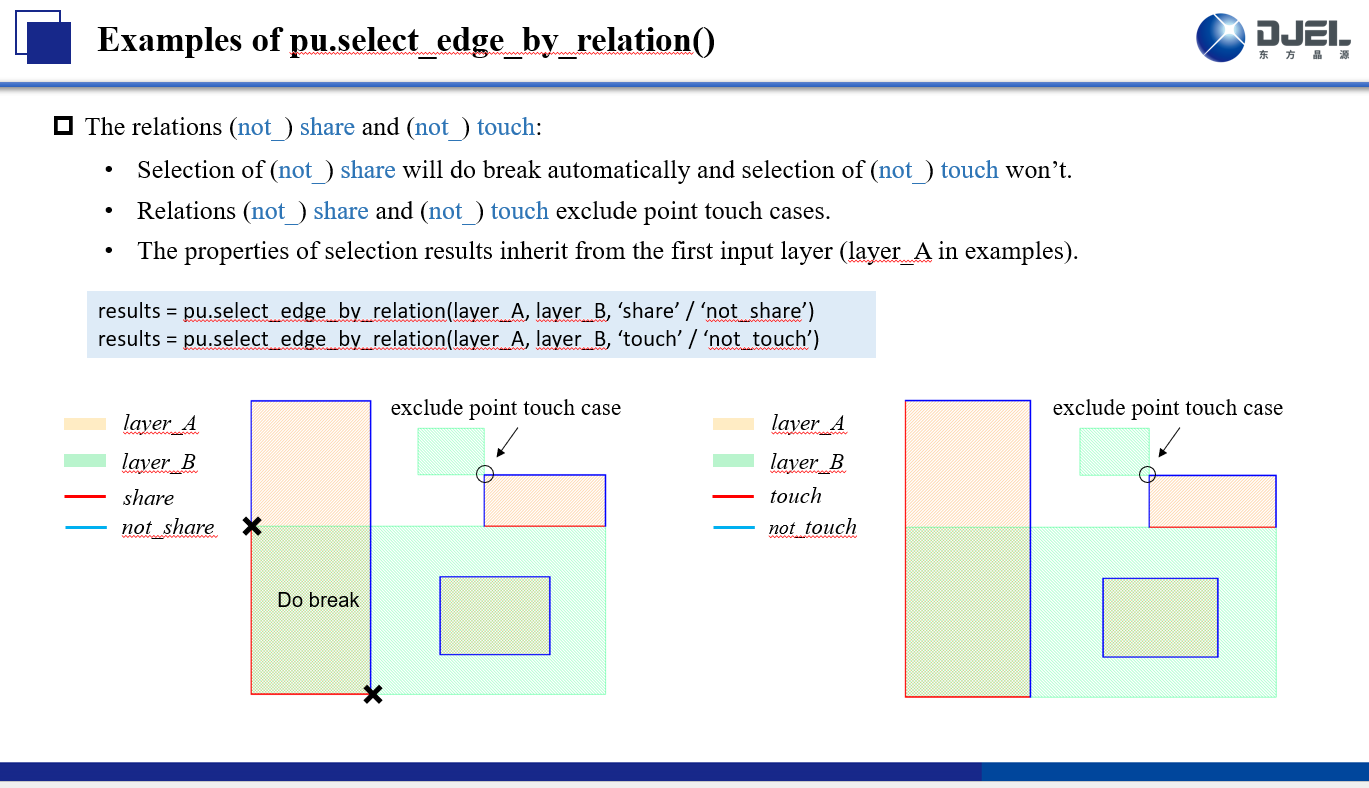 Examples of pu.select_edge_by_relation()
DJEL
东方晶源
The relations (not_) share and (not_) touch:
• Selection of (not_) share will do break automatically and selection of (not_) touch won’t.
• Relations (not_) share and (not_) touch exclude point touch cases.
• The properties of selection results inherit from the first input layer (layer_A in examples).
results = pu.select_edge_by_relation(layer_A, layer_B, ‘share’ / ‘not_share’)
results = pu.select_edge_by_relation(layer_A, layer_B, ‘touch’ / ‘not_touch’)
layer_A
layer_B
share
not_share
exclude point touch case
Do break
layer_A
layer_B
touch
not_touch
exclude point touch case